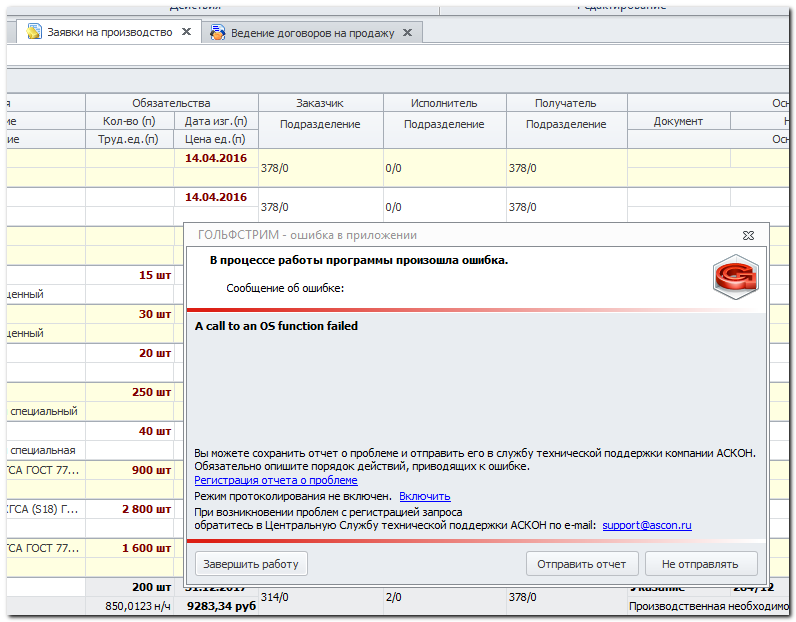 Действия
Редактирование
Заявки на производство
Ведение договоров на продажу
я Обязательства Заказчик Исполнитель Получатель Осн
ие Кол-во (п) Дата изг.(п) Подразделение Подразделение Подразделение Документ Н
ие Труд.ед.(п) Цена ед.(п) Осн
14.04.2016
378/0 0/0 378/0
14.04.2016
378/0 0/0 378/0
ГОЛЬФСТРИМ - ошибка в приложении
В процессе работы программы произошла ошибка.
Сообщение об ошибке:
A call to an OS function failed
Вы можете сохранить отчет о проблеме и отправить его в службу технической поддержки компании АСКОН.
Обязательно опишите порядок действий, приводящих к ошибке.
Регистрация отчета о проблеме
Режим протоколирования не включен. Включить
При возникновении проблем с регистрацией запроса
обратитесь в Центральную Службу технической поддержки АСКОН по e-mail: support@ascon.ru
Завершить работу Отправить отчет Не отправлять
15 шт
щенный
30 шт
щенный
20 шт
250 шт
специальный
40 шт
специальная
ГСА ГОСТ 77... 900 шт
ГСА (S18) Г... 2 800 шт
ГСА ГОСТ 77... 1 600 шт
200 шт 31.12.2017 Указание 284/12
314/0 2/0 378/0
850,0123 н/ч 9283,34 руб Производственная необходимо